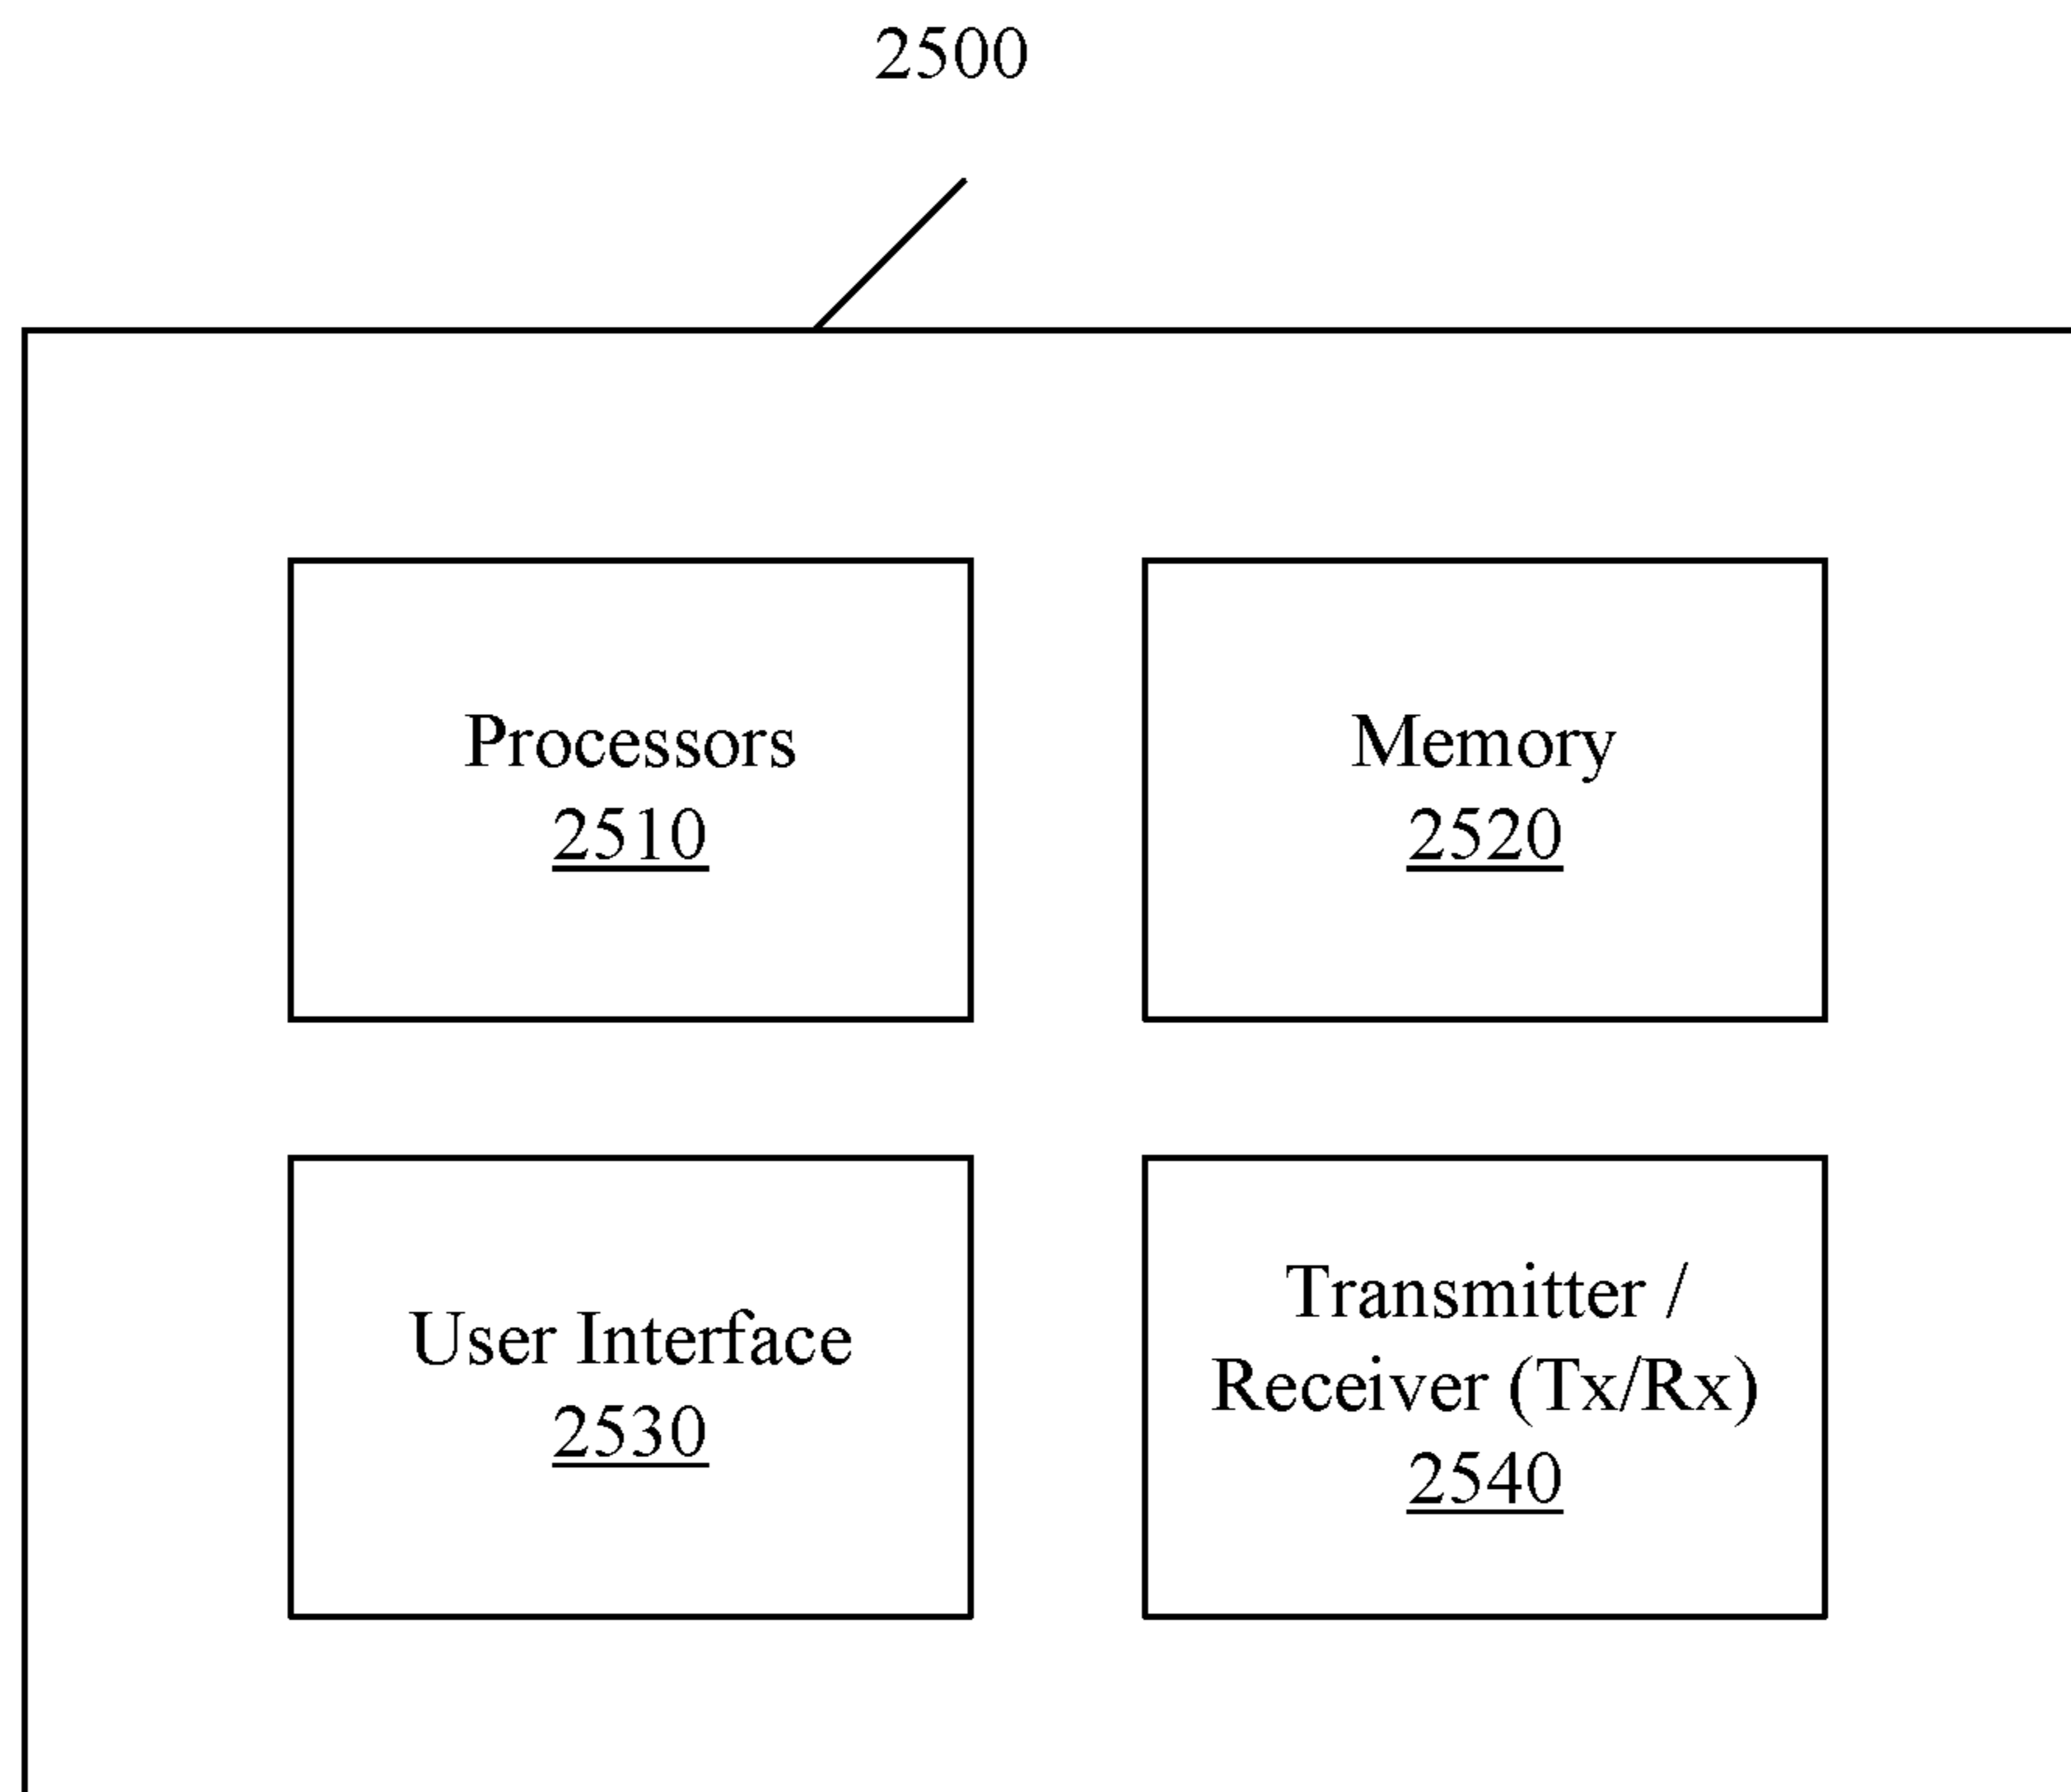 2500
Processors
2510
Memory
2520
User Interface
2530
Transmitter /
Receiver (Tx/Rx)
2540